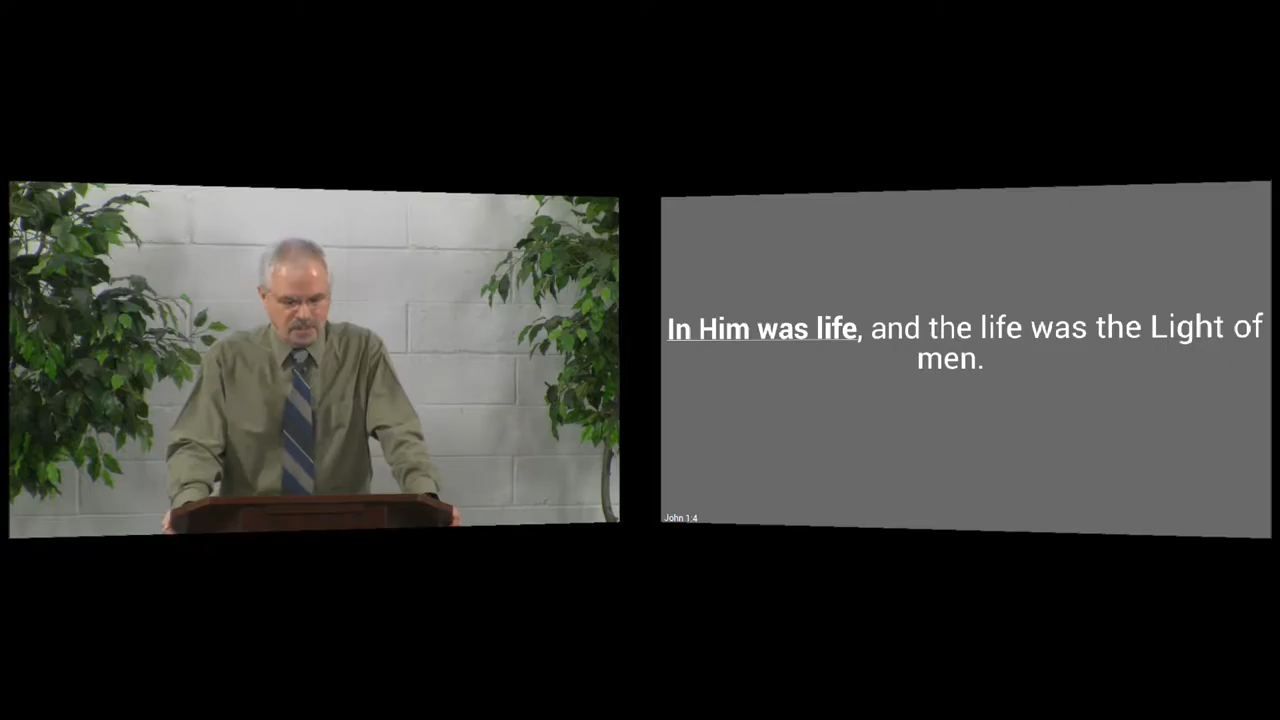 In Him was life, and the life was the Light of
men.
John 1:4